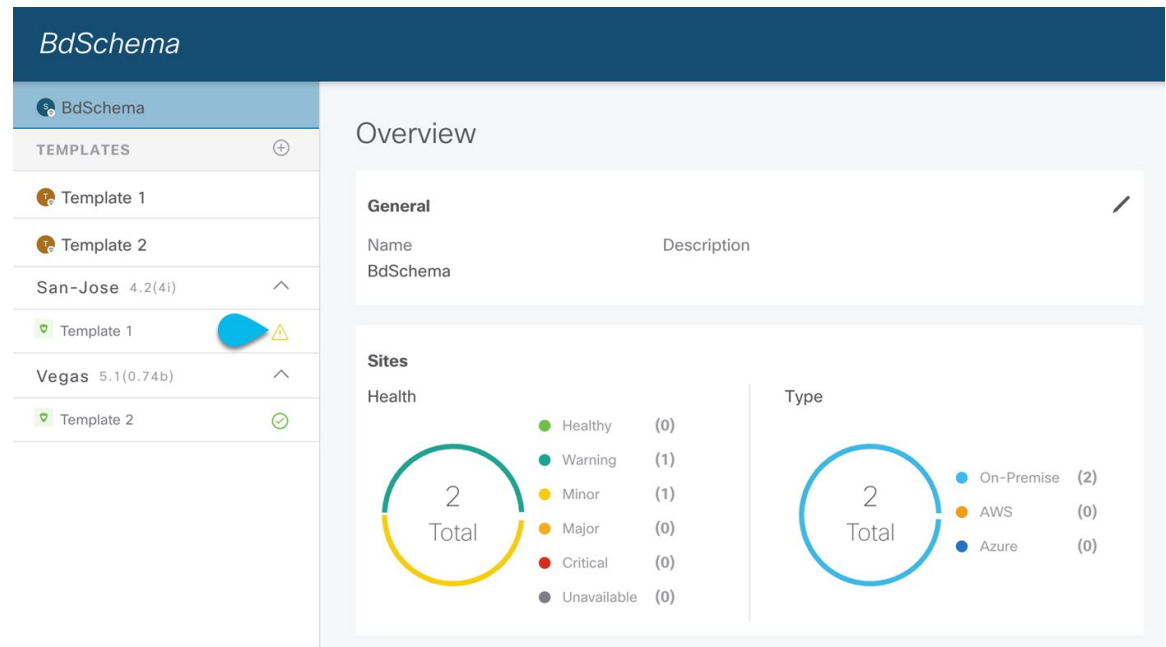 BdSchema
BdSchema
TEMPLATES
Template 1
Template 2
San-Jose 4.2(4i)
Template 1
Vegas 5.1(0.74b)
Template 2
Overview
General
Name Description
BdSchema
Sites
Health
2
Total
Healthy (0)
Warning (1)
Minor (1)
Major (0)
Critical (0)
Unavailable (0)
Type
2
Total
On-Premise (2)
AWS (0)
Azure (0)